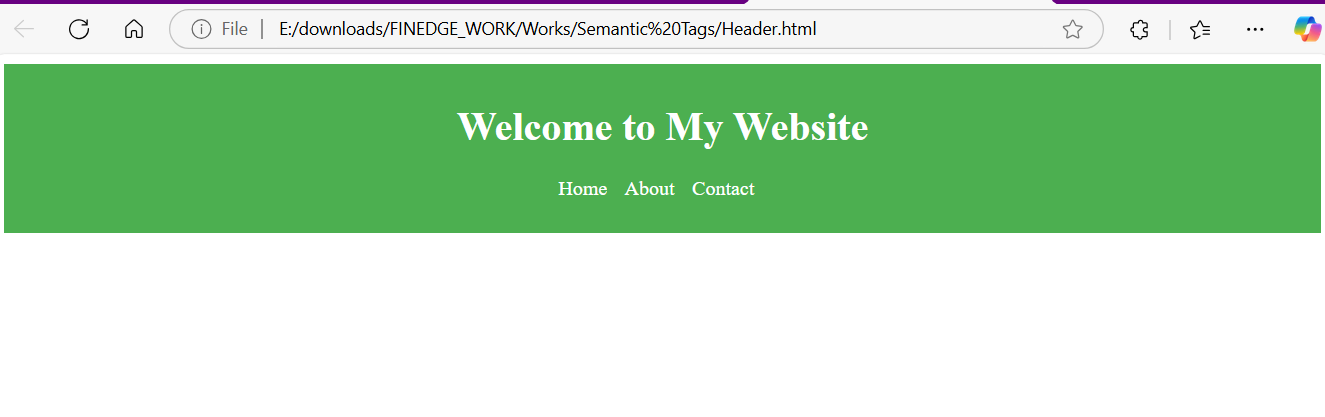 File E:/downloads/FINEDGE_WORK/Works/Semantic%20Tags/Header.html
Welcome to My Website
Home About Contact